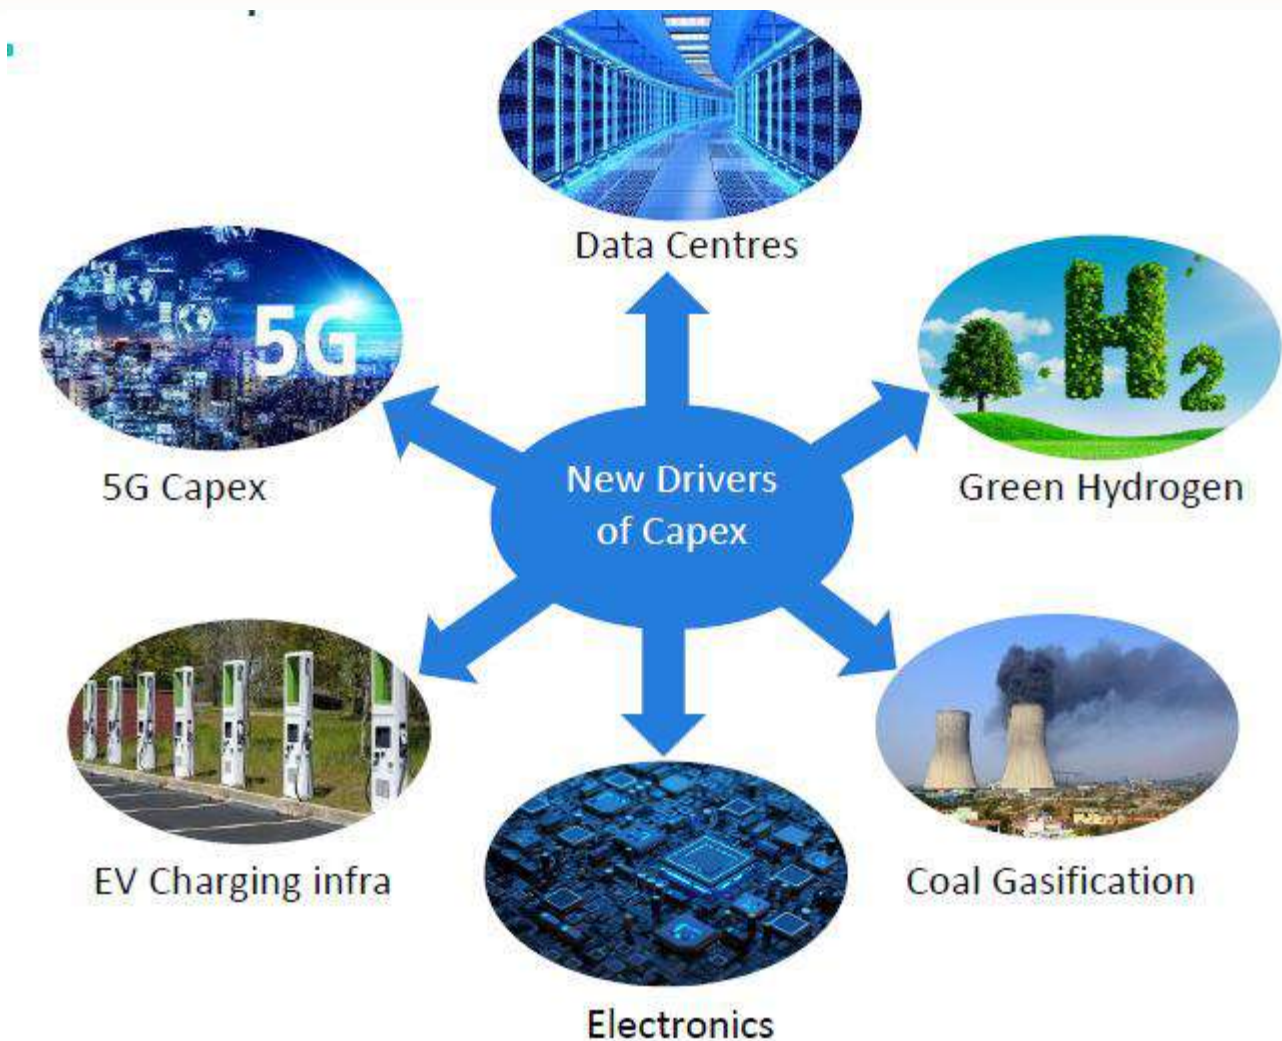 Data Centres
5G
5G Capex
H2
Green Hydrogen
New Drivers
of Capex
EV Charging infra
Coal Gasification
Electronics